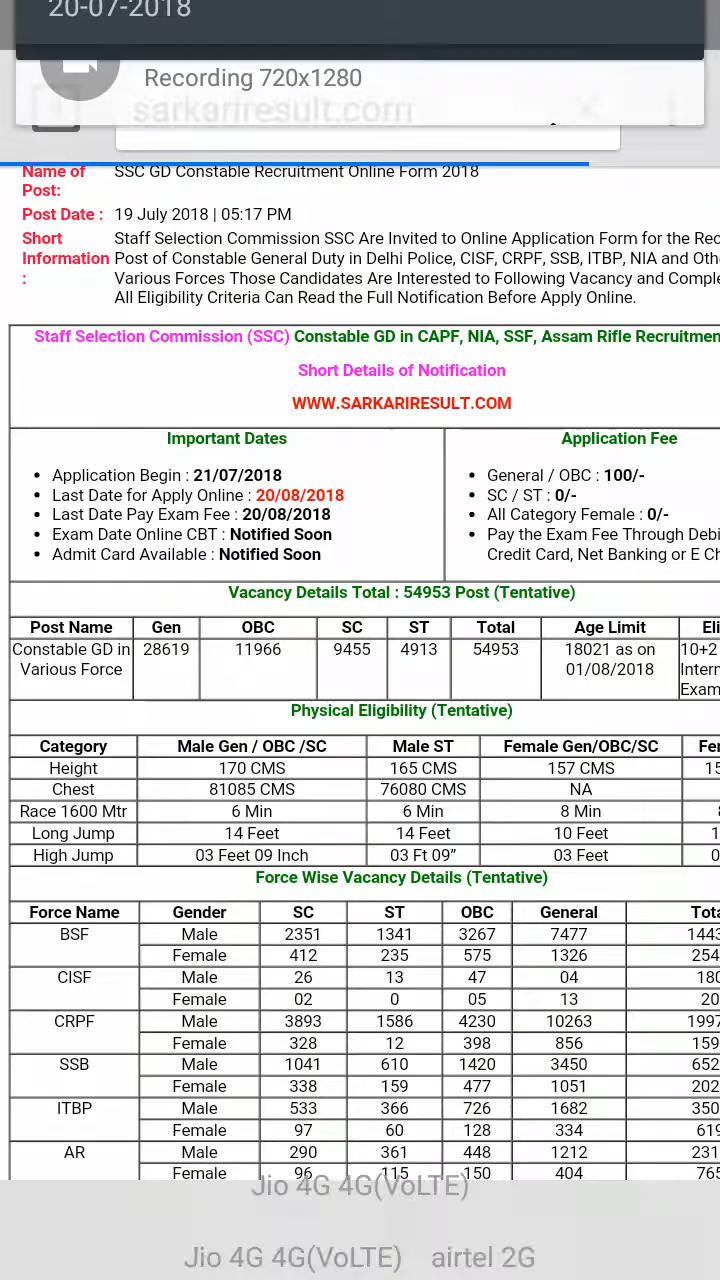 20-07-2018
Recording 720x1280
sarkariresult.com
Name of Post: SSC GD Constable Recruitment Online Form 2018
Post Date : 19 July 2018 | 05:17 PM
Short Information : Staff Selection Commission SSC Are Invited to Online Application Form for the
Post of Constable General Duty in Delhi Police, CISF, CRPF, SSB, ITBP, NIA and
Various Forces Those Candidates Are Interested to Following Vacancy and
All Eligibility Criteria Can Read the Full Notification Before Apply Online.
Staff Selection Commission (SSC) Constable GD in CAPF, NIA, SSF, Assam Rifle
Short Details of Notification
WWW.SARKARIRESULT.COM
Important Dates
• Application Begin : 21/07/2018
• Last Date for Apply Online : 20/08/2018
• Last Date Pay Exam Fee : 20/08/2018
• Exam Date Online CBT : Notified Soon
• Admit Card Available : Notified Soon
Application Fee
• General / OBC : 100/-
• SC / ST : 0/-
• All Category Female : 0/-
• Pay the Exam Fee Through
Credit Card, Net Banking or E
Vacancy Details Total : 54953 Post (Tentative)
Post Name Gen OBC SC ST Total Age Limit
Constable GD in Various Force 28619 11966 9455 4913 54953 18021 as on 01/08/2018 10+2
Physical Eligibility (Tentative)
Category Male Gen / OBC /SC Male ST Female Gen/OBC/SC
Height 170 CMS 165 CMS 157 CMS
Chest 81085 CMS 76080 CMS NA
Race 1600 Mtr 6 Min 6 Min 8 Min
Long Jump 14 Feet 14 Feet 10 Feet
High Jump 03 Feet 09 Inch 03 Ft 09” 03 Feet
Force Wise Vacancy Details (Tentative)
Force Name Gender SC ST OBC General
BSF Male 2351 1341 3267 7477
Female 412 235 575 1326
CISF Male 26 13 47 04
Female 02 0 05 13
CRPF Male 3893 1586 4230 10263
Female 328 12 398 856
SSB Male 1041 610 1420 3450
Female 338 159 477 1051
ITBP Male 533 366 726 1682
Female 97 60 128 334
AR Male 290 361 448 1212
Female 96 115 150 404
Jio 4G 4G(VoLTE)
Jio 4G 4G(VoLTE) airtel 2G